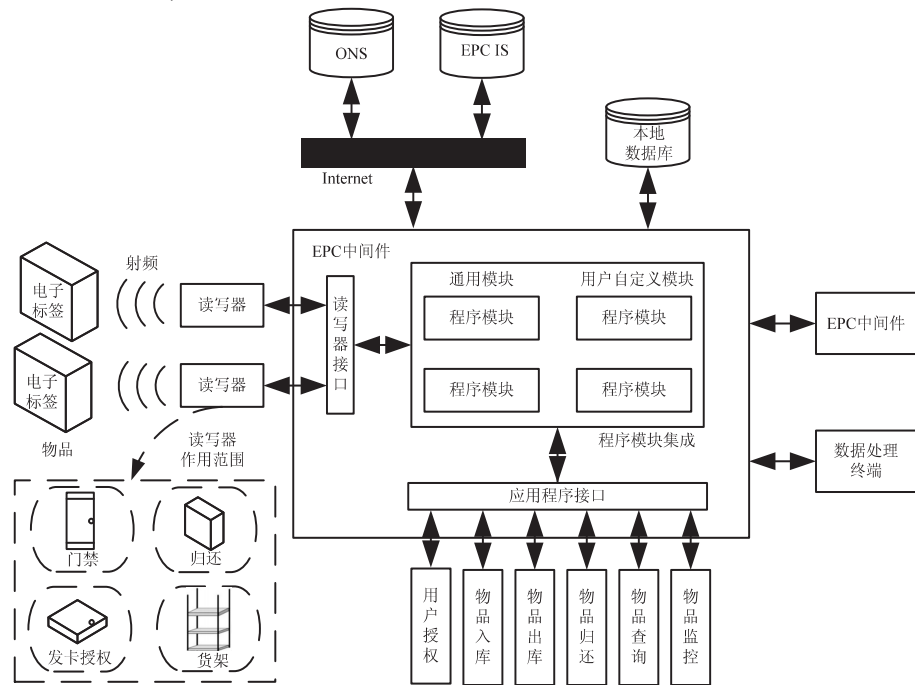 ONS
EPC IS
本地
数据库
Internet
EPC中间件
通用模块
用户自定义模块
程序模块
程序模块
程序模块
程序模块
程序模块集成
读写器接口
应用程序接口
射频
电子
标签
读写器
电子
标签
读写器
物品
读写器
作用范围
门禁
归还
发卡授权
货架
EPC中间件
数据处理
终端
用户授权
物品入库
物品出库
物品归还
物品查询
物品监控